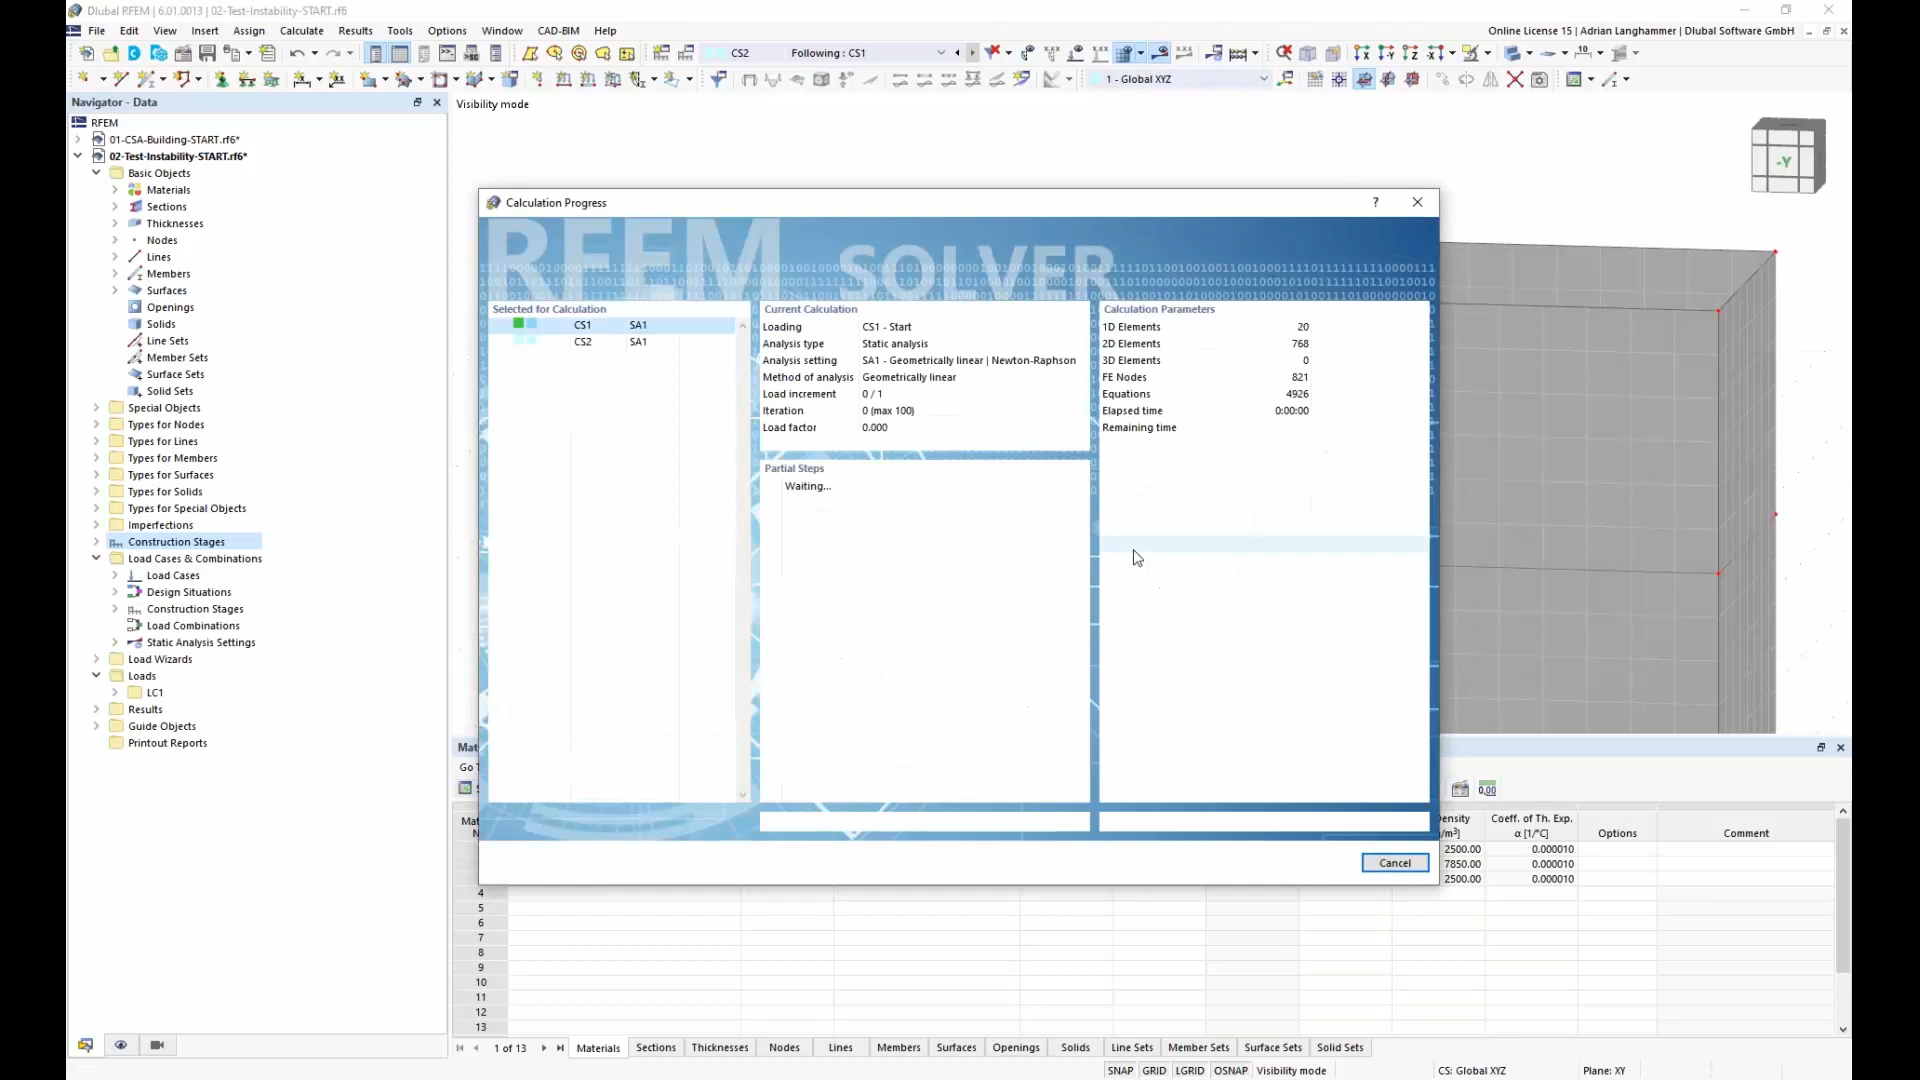 Dlubal RFEM | 6.01.0013 | 02-Test-Instability-START.rf6
File Edit View Insert Assign Calculate Results Tools Options Window CAD-BIM Help
Online License 15 | Adrian Langhammer | Dlubal Software GmbH
CS2 Following : CS1
1 - Global XYZ
Navigator - Data
Visibility mode
RFEM
01-CSA-Building-START.rf6*
02-Test-Instability-START.rf6*
Basic Objects
Materials
Sections
Thicknesses
Nodes
Lines
Members
Surfaces
Openings
Solids
Line Sets
Member Sets
Surface Sets
Solid Sets
Special Objects
Types for Nodes
Types for Lines
Types for Members
Types for Surfaces
Types for Solids
Types for Special Objects
Imperfections
Construction Stages
Load Cases & Combinations
Load Cases
Design Situations
Construction Stages
Load Combinations
Static Analysis Settings
Load Wizards
Loads
LC1
Results
Guide Objects
Printout Reports
-Y
Calculation Progress
?
RFEM SOLVER
Selected for Calculation
CS1 SA1
CS2 SA1
Current Calculation
Loading CS1 - Start
Analysis type Static analysis
Analysis setting SA1 - Geometrically linear | Newton-Raphson
Method of analysis Geometrically linear
Load increment 0 / 1
Iteration 0 (max 100)
Load factor 0.000
Partial Steps
Waiting...
Calculation Parameters
1D Elements 20
2D Elements 768
3D Elements 0
FE Nodes 821
Equations 4926
Elapsed time 0:00:00
Remaining time
Cancel
Coeff. of Th. Exp.
α [1/°C] Options Comment
2500.00 0.000010
7850.00 0.000010
2500.00 0.000010
4
5
6
7
8
9
10
11
12
13
1 of 13 Materials Sections Thicknesses Nodes Lines Members Surfaces Openings Solids Line Sets Member Sets Surface Sets Solid Sets
SNAP GRID LGRID OSNAP Visibility mode CS: Global XYZ Plane: XY